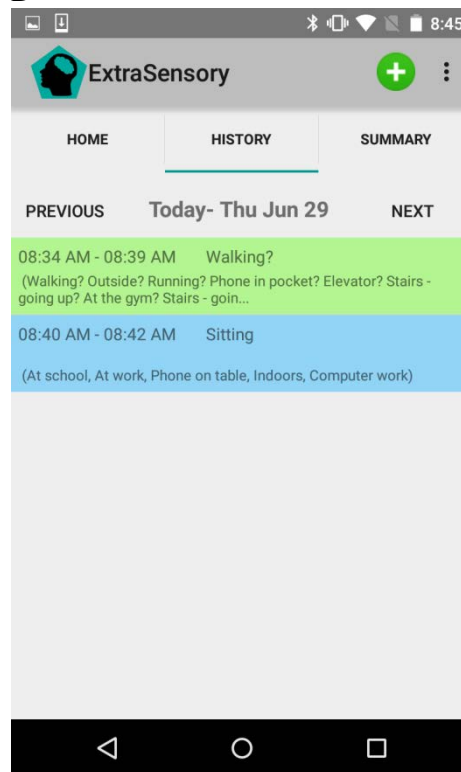 8:45
ExtraSensory
HOME HISTORY SUMMARY
PREVIOUS Today- Thu Jun 29 NEXT
08:34 AM - 08:39 AM Walking?
(Walking? Outside? Running? Phone in pocket? Elevator? Stairs -
going up? At the gym? Stairs - goin...
08:40 AM - 08:42 AM Sitting
(At school, At work, Phone on table, Indoors, Computer work)